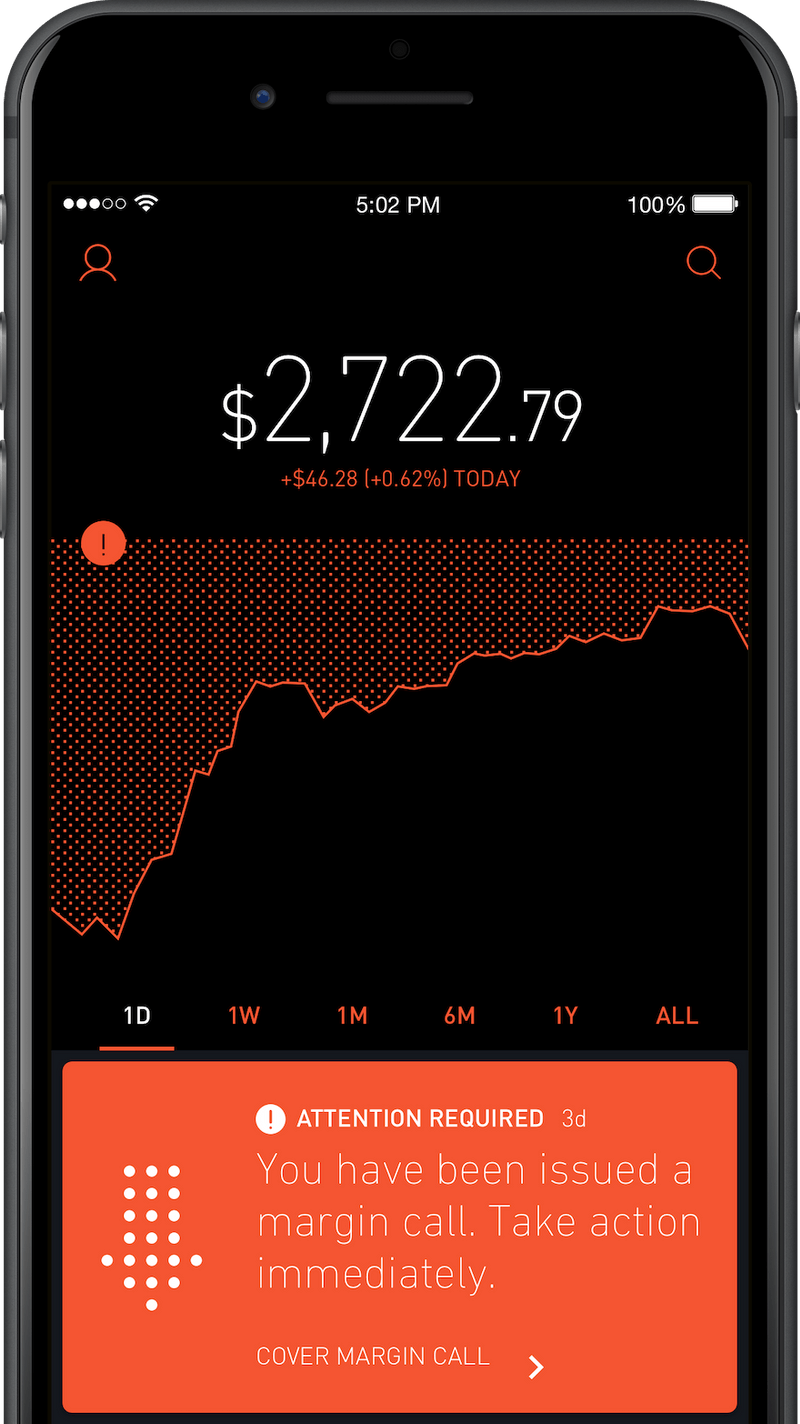 5:02 PM 100%
$2,722.79
+$46.28 (+0.62%) TODAY
!
1D 1W 1M 6M 1Y ALL
! ATTENTION REQUIRED 3d
You have been issued a
margin call. Take action
immediately.
COVER MARGIN CALL